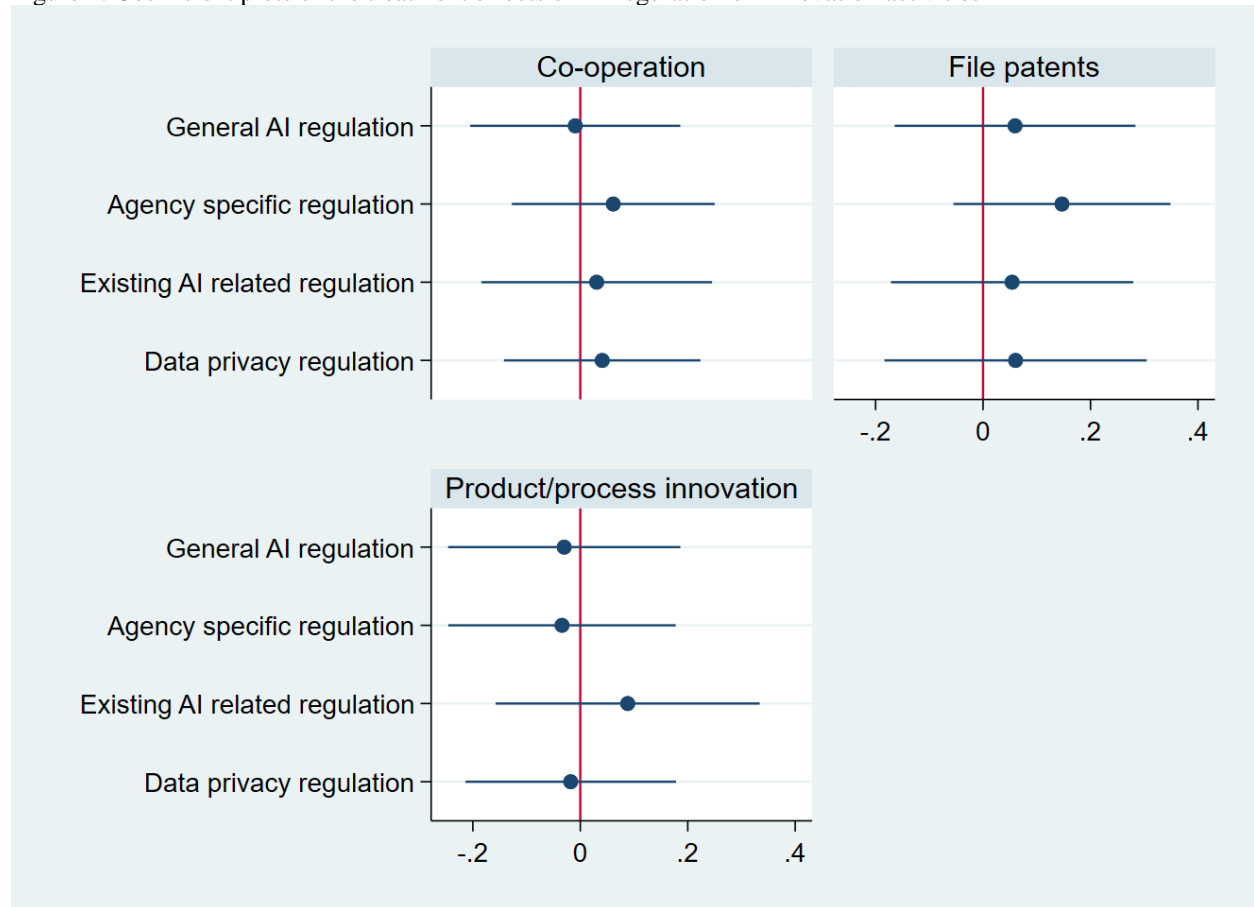 Co-operation
File patents
General AI regulation
Agency specific regulation
Existing AI related regulation
Data privacy regulation
-.2 0 .2 .4
Product/process innovation
General AI regulation
Agency specific regulation
Existing AI related regulation
Data privacy regulation
-.2 0 .2 .4